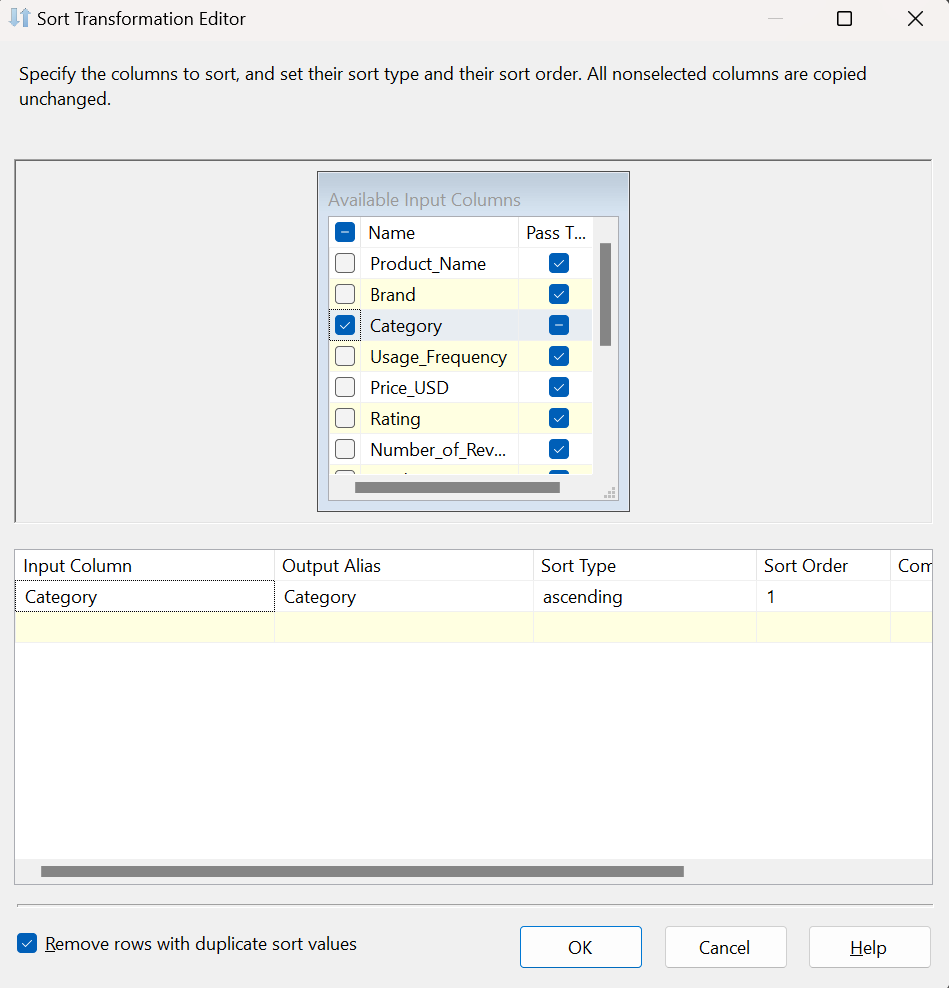 Sort Transformation Editor
Specify the columns to sort, and set their sort type and their sort order. All nonselected columns are copied
unchanged.
Available Input Columns
Name Pass T...
Product_Name
Brand
Category
Usage_Frequency
Price_USD
Rating
Number_of_Rev...
Input Column Output Alias Sort Type Sort Order Com
Category Category ascending 1
Remove rows with duplicate sort values OK Cancel Help